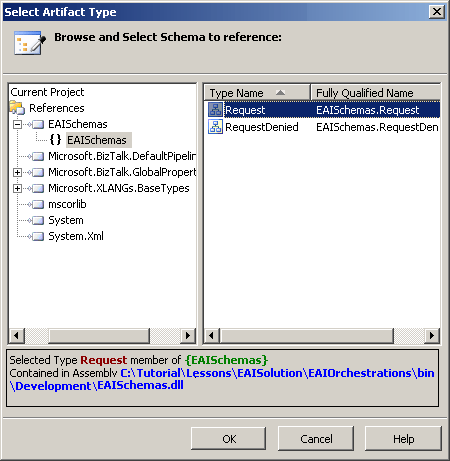 Select Artifact Type
Browse and Select Schema to reference:
Current Project
References
EAISchemas
{} EAISchemas
Microsoft.BizTalk.DefaultPipelin
Microsoft.BizTalk.GlobalPropert
Microsoft.XLANGs.BaseTypes
mscorlib
System
System.Xml
Type Name Fully Qualified Name
Request EAISchemas.Request
RequestDenied EAISchemas.RequestDen
Selected Type Request member of {EAISchemas}
Contained in Assembly C:\Tutorial\Lessons\EAISolution\EAIOrchestrations\bin
\Development\EAISchemas.dll
OK Cancel Help